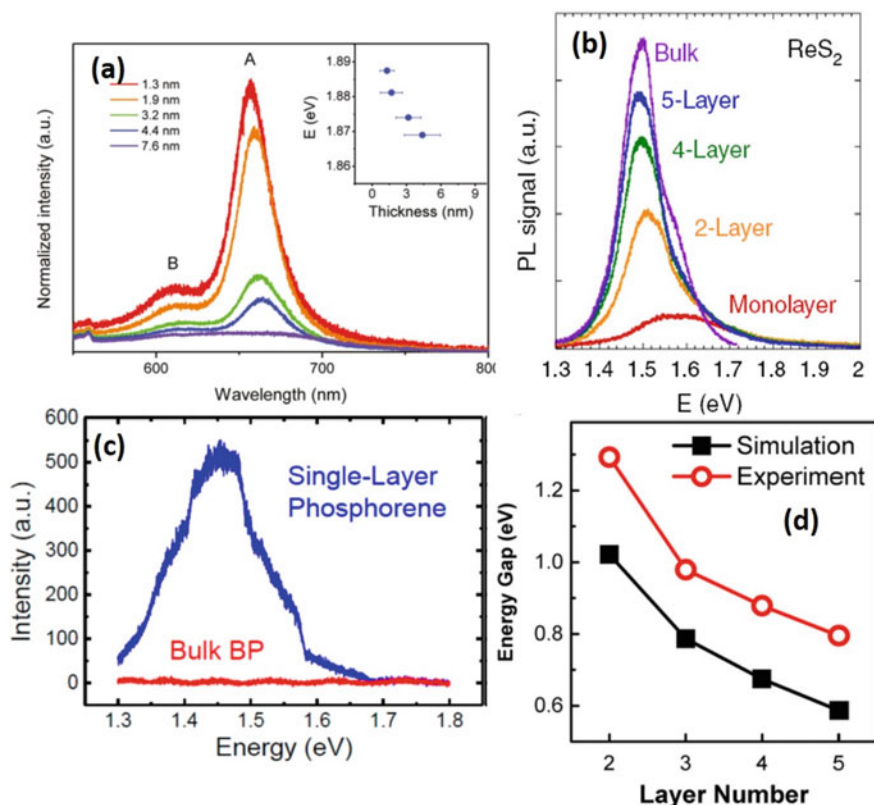 (a)
A
B
1.3 nm
1.9 nm
3.2 nm
4.4 nm
7.6 nm
1.89
1.88
1.87
1.86
E (eV)
0 3 6 9
Thickness (nm)
Normalized intensity (a.u.)
600 700 800
Wavelength (nm)
(b)
ReS2
Bulk
5-Layer
4-Layer
2-Layer
Monolayer
PL signal (a.u.)
1.3 1.4 1.5 1.6 1.7 1.8 1.9 2
E (eV)
(c)
600
500
400
300
200
100
0
Intensity (a.u.)
Single-Layer
Phosphorene
Bulk BP
1.3 1.4 1.5 1.6 1.7 1.8
Energy (eV)
Simulation
Experiment
(d)
1.2
1.0
0.8
0.6
Energy Gap (eV)
2 3 4 5
Layer Number